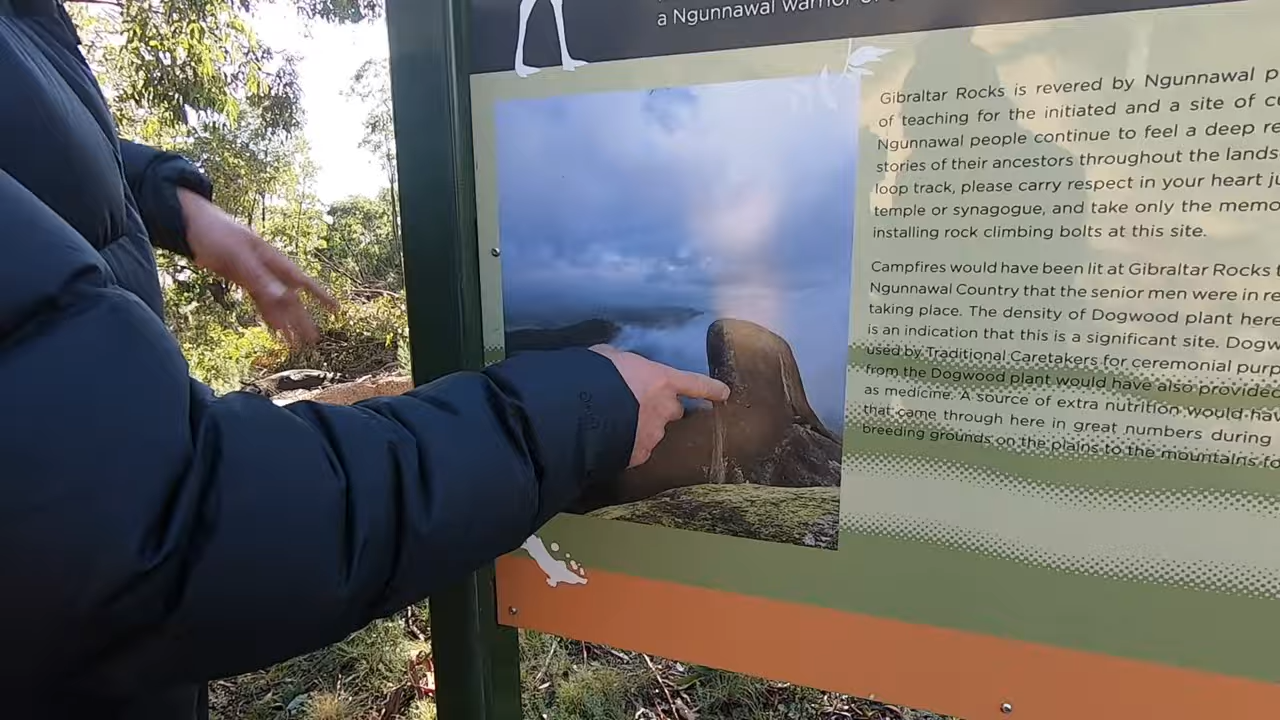 a Ngunnawal warrior
Gibraltar Rocks is revered by Ngunnawal
of teaching for the initiated and a site of
Ngunnawal people continue to feel a deep
stories of their ancestors throughout the
loop track, please carry respect in your heart
temple or synagogue, and take only the
installing rock climbing bolts at this site.
Campfires would have been lit at Gibraltar Rocks
Ngunnawal Country that the senior men were in
taking place. The density of Dogwood plant here
is an indication that this is a significant site.
used by Traditional Caretakers for ceremonial
from the Dogwood plant would have also provided
as medicine. A source of extra nutrition would
that came through here in great numbers during
breeding grounds on the plains to the mountains